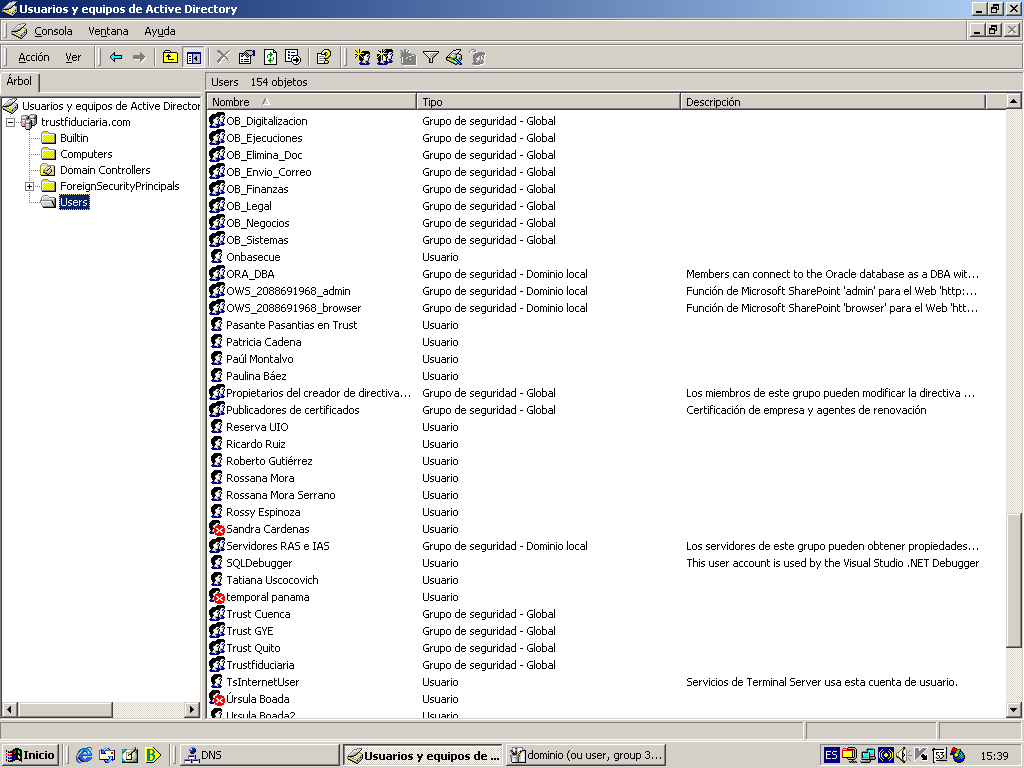 Usuarios y equipos de Active Directory
Consola Ventana Ayuda
Acción Ver
Árbol
Users 154 objetos
Usuarios y equipos de Active Director
trustfiduciaria.com
Builtin
Computers
Domain Controllers
ForeignSecurityPrincipals
Users
Nombre Tipo Descripción
OB_Digitalizacion Grupo de seguridad - Global
OB_Ejecuciones Grupo de seguridad - Global
OB_Elimina_Doc Grupo de seguridad - Global
OB_Envio_Correo Grupo de seguridad - Global
OB_Finanzas Grupo de seguridad - Global
OB_Legal Grupo de seguridad - Global
OB_Negocios Grupo de seguridad - Global
OB_Sistemas Grupo de seguridad - Global
Onbasecue Usuario
ORA_DBA Grupo de seguridad - Dominio local Members can connect to the Oracle database as a DBA wit...
OWS_2088691968_admin Grupo de seguridad - Dominio local Función de Microsoft SharePoint 'admin' para el Web 'http:...
OWS_2088691968_browser Grupo de seguridad - Dominio local Función de Microsoft SharePoint 'browser' para el Web 'htt...
Pasante Pasantias en Trust Usuario
Patricia Cadena Usuario
Paúl Montalvo Usuario
Paulina Báez Usuario
Propietarios del creador de directiva... Grupo de seguridad - Global Los miembros de este grupo pueden modificar la directiva ...
Publicadores de certificados Grupo de seguridad - Global Certificación de empresa y agentes de renovación
Reserva UIO Usuario
Ricardo Ruiz Usuario
Roberto Gutiérrez Usuario
Rossana Mora Usuario
Rossana Mora Serrano Usuario
Rossy Espinoza Usuario
Sandra Cardenas Usuario
Servidores RAS e IAS Grupo de seguridad - Dominio local Los servidores de este grupo pueden obtener propiedades...
SQLDebugger Usuario This user account is used by the Visual Studio .NET Debugger
Tatiana Uscocovich Usuario
temporal panama Usuario
Trust Cuenca Grupo de seguridad - Global
Trust GYE Grupo de seguridad - Global
Trust Quito Grupo de seguridad - Global
Trustfiduciaria Grupo de seguridad - Global
TsInternetUser Usuario Servicios de Terminal Server usa esta cuenta de usuario.
Úrsula Boada Usuario
Ursula Boada2 Usuario
Inicio DNS Usuarios y equipos de ... dominio (ou user, group 3... ES 15:39